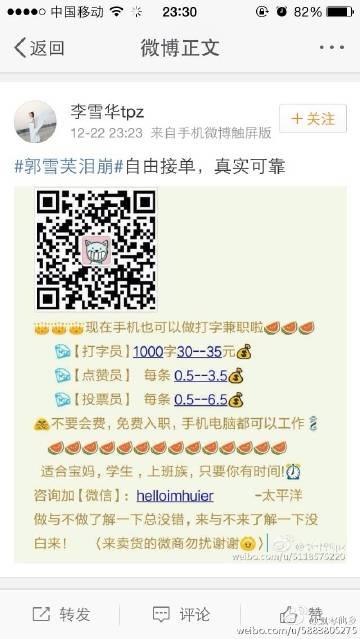 中国移动 23:30 82%
返回 微博正文
李雪华tpz
12-22 23:23 来自手机微博触屏版
+关注
#郭雪芙泪崩#自由接单，真实可靠
现在手机也可以做打字兼职啦
【打字员】1000字30--35元
【点赞员】 每条 0.5--3.5
【投票员】 每条 0.5--6.5
不要会费，免费入职，手机电脑都可以工作
适合宝妈，学生，上班族，只要你有时间!
咨询加【微信】: helloimhuier -太平洋
做与不做了解一下总没错，来与不来了解一下没
白来! （来卖货的微商勿扰谢谢）
weibo.com/u/5118575220
转发 评论 赞
weibo.com/u/5883805275